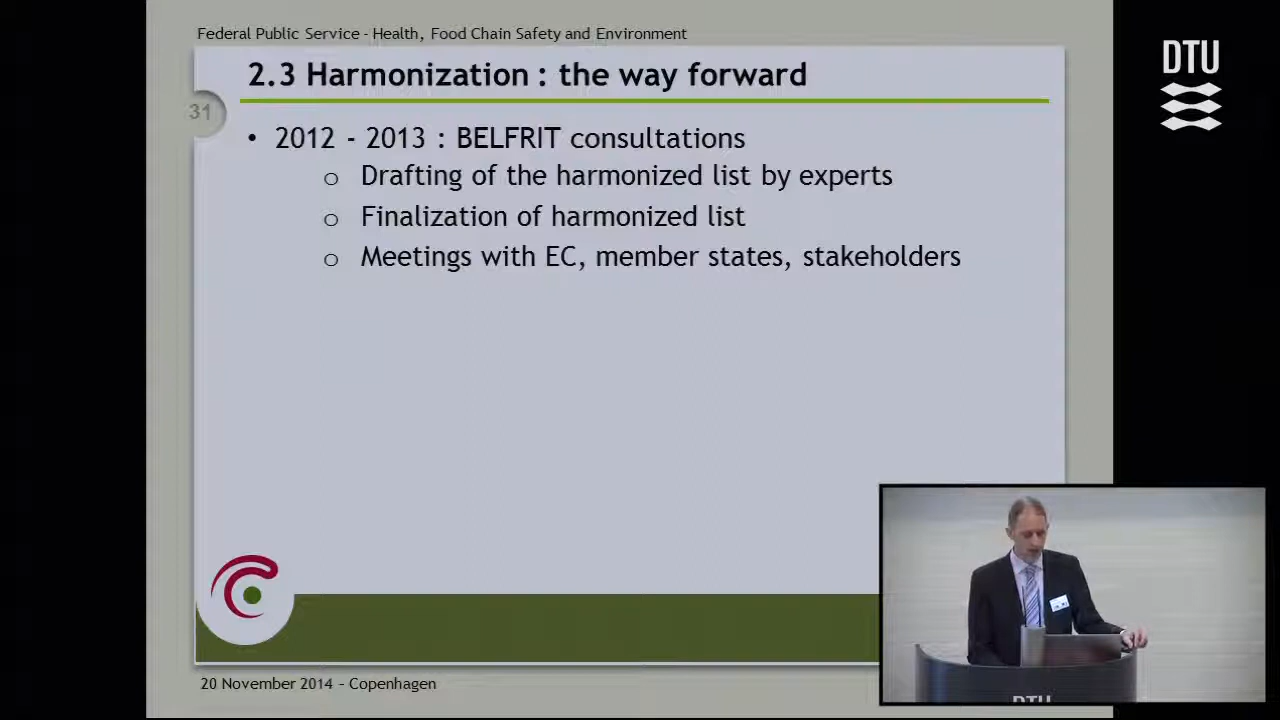 Federal Public Service - Health, Food Chain Safety and Environment
DTU
2.3 Harmonization : the way forward
31
• 2012 - 2013 : BELFRIT consultations
o Drafting of the harmonized list by experts
o Finalization of harmonized list
o Meetings with EC, member states, stakeholders
20 November 2014 – Copenhagen
DTU